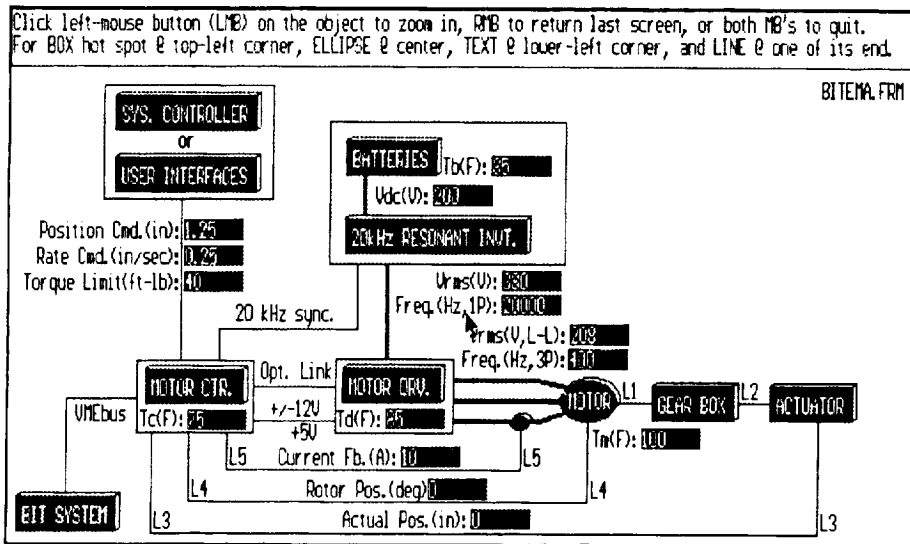 Click left-mouse button (LMB) on the object to zoom in, RMB to return last screen, or both MB's to quit.
For BOX hot spot @ top-left corner, ELLIPSE @ center, TEXT @ lower-left corner, and LINE @ one of its end.
BITEMA.FRM
SYS. CONTROLLER
or
USER INTERFACES
BATTERIES
Tb(F):
Vdc(V): 200
20kHz RESONANT INVT.
Position Cmd.(in): 1.25
Rate Cmd.(in/sec): 0.25
Torque Limit(ft-lb): 40
Vrms(V):
Freq.(Hz,1P): 20000
20 kHz sync.
Vrms(V,L-L): 208
Freq.(Hz,3P): 400
MOTOR CTR.
Tc(F):
Opt. Link
+/-12V
+5V
MOTOR DRV.
Td(F):
MOTOR
L1
GEAR BOX
L2
ACTUATOR
Tm(F): 100
VMEbus
L5
Current Fb.(A): 10
L5
L4
Rotor Pos.(deg) 0
L4
BIT SYSTEM
L3
Actual Pos.(in): 0
L3